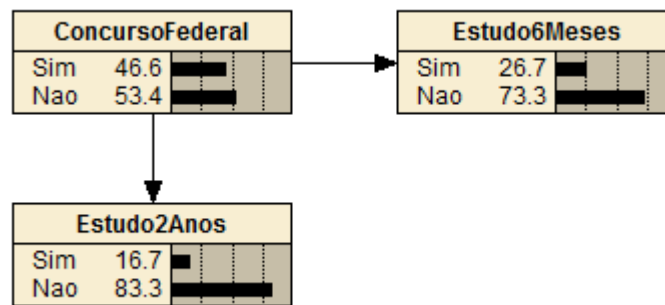 ConcursoFederal
Sim 46.6
Nao 53.4
Estudo6Meses
Sim 26.7
Nao 73.3
Estudo2Anos
Sim 16.7
Nao 83.3